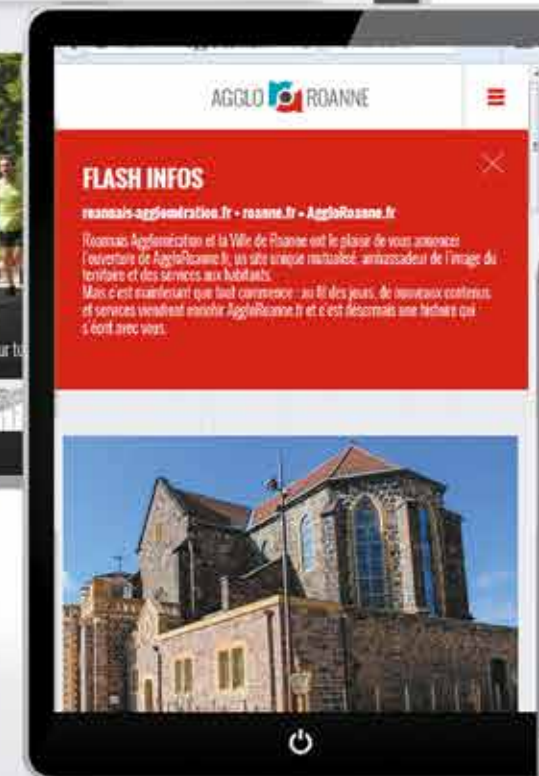 ur to
AGGLO ROANNE
FLASH INFOS
roannais-agglomération.fr • roanne.fr • AggloRoanne.fr
Roannais Agglomération et la Ville de Roanne ont le plaisir de vous annoncer
l'ouverture de AggloRoanne.fr, un site unique mutualisé, ambassadeur de l'image du
territoire et des services aux habitants.
Mais c'est maintenant que tout commence : au fil des jours, de nouveaux contenus
et services viendront enrichir AggloRoanne.fr et c'est désormais une histoire qui
s'écrit avec vous.